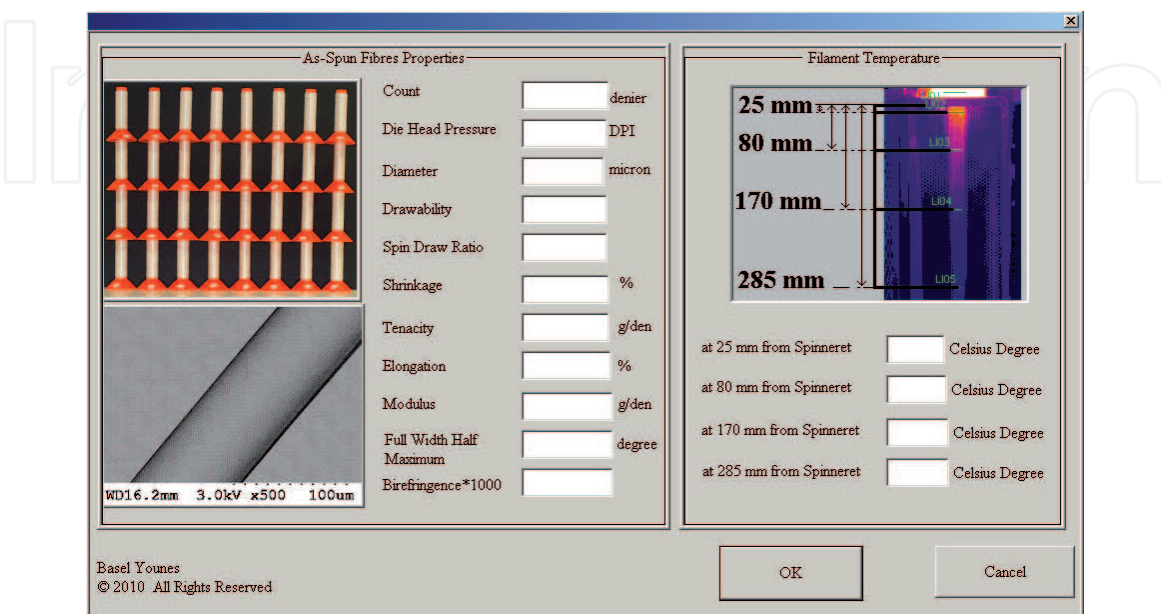 As-Spun Fibres Properties
Count denier
Die Head Pressure DPI
Diameter micron
Drawability
Spin Draw Ratio
Shrinkage %
Tenacity g/den
Elongation %
Modulus g/den
Full Width Half
Maximum degree
Birefringence*1000
WD16.2mm 3.0kV x500 100um
Filament Temperature
25 mm
80 mm
170 mm
285 mm
LI03
LI04
LI05
at 25 mm from Spinneret Celsius Degree
at 80 mm from Spinneret Celsius Degree
at 170 mm from Spinneret Celsius Degree
at 285 mm from Spinneret Celsius Degree
Basel Younes
© 2010 All Rights Reserved
OK
Cancel